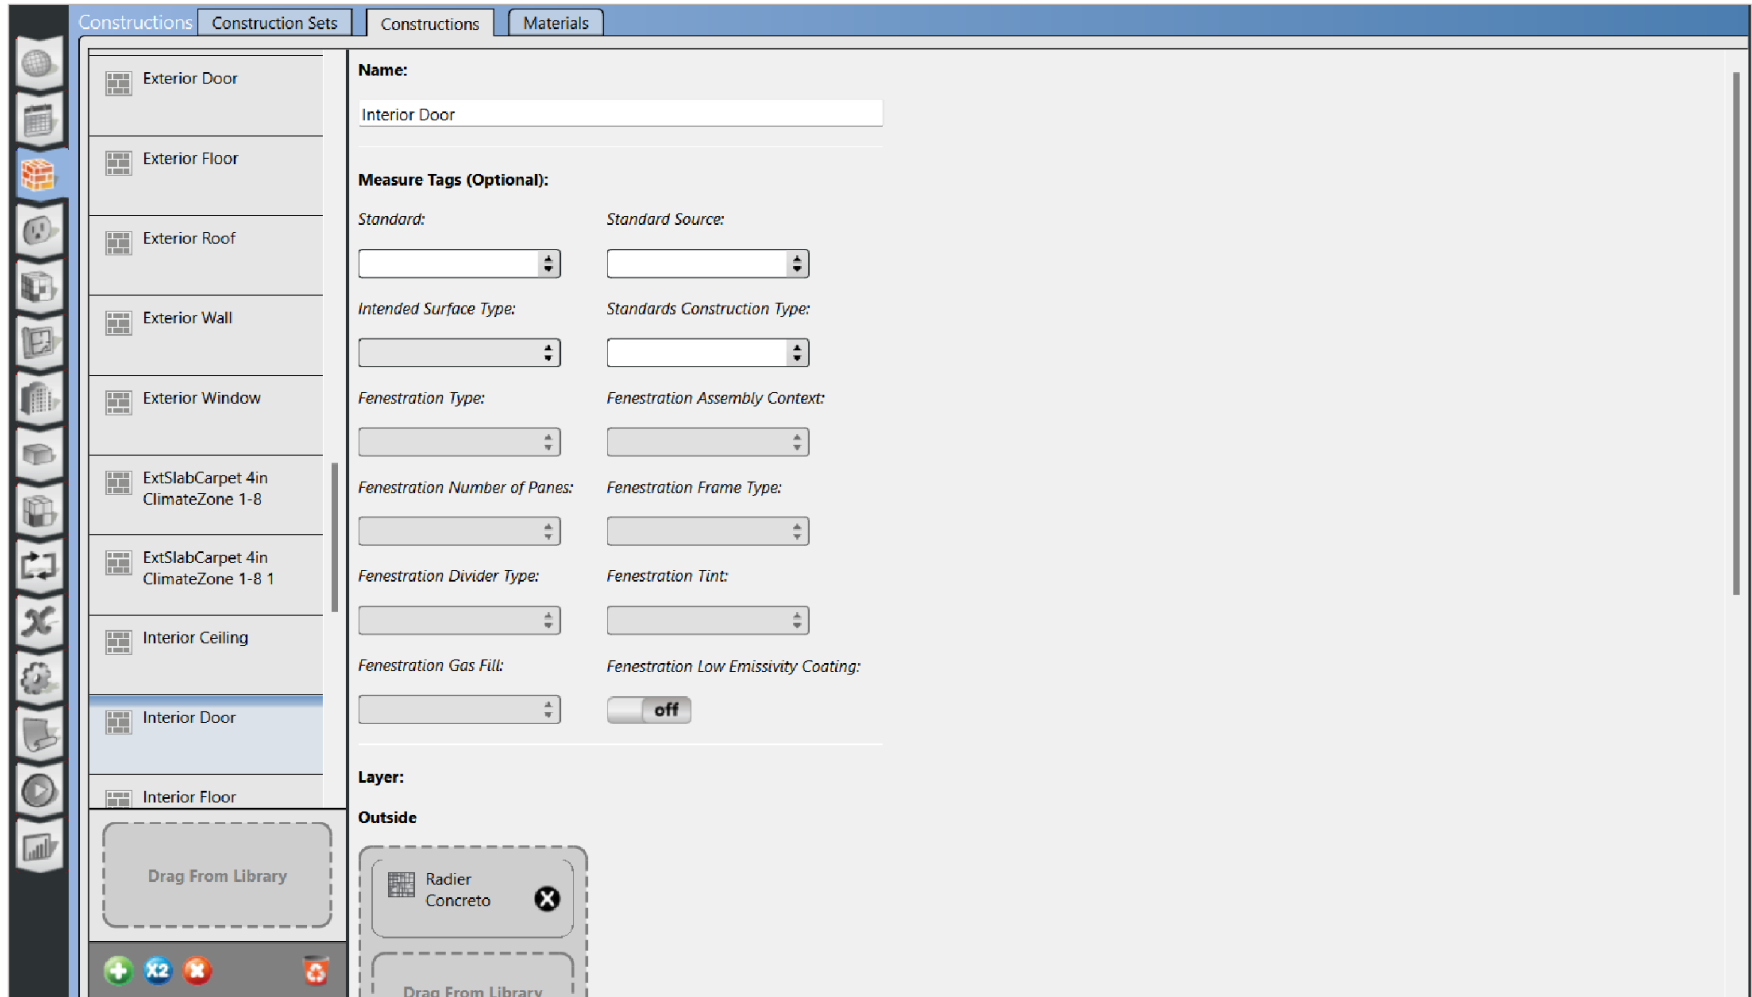 Constructions
Construction Sets
Constructions
Materials
Exterior Door
Exterior Floor
Exterior Roof
Exterior Wall
Exterior Window
ExtSlabCarpet 4in
ClimateZone 1-8
ExtSlabCarpet 4in
ClimateZone 1-8 1
Interior Ceiling
Interior Door
Interior Floor
Drag From Library
X2
Name:
Interior Door
Measure Tags (Optional):
Standard:
Standard Source:
Intended Surface Type:
Standards Construction Type:
Fenestration Type:
Fenestration Assembly Context:
Fenestration Number of Panes:
Fenestration Frame Type:
Fenestration Divider Type:
Fenestration Tint:
Fenestration Gas Fill:
Fenestration Low Emissivity Coating:
off
Layer:
Outside
Radier
Concreto
Drag From Library